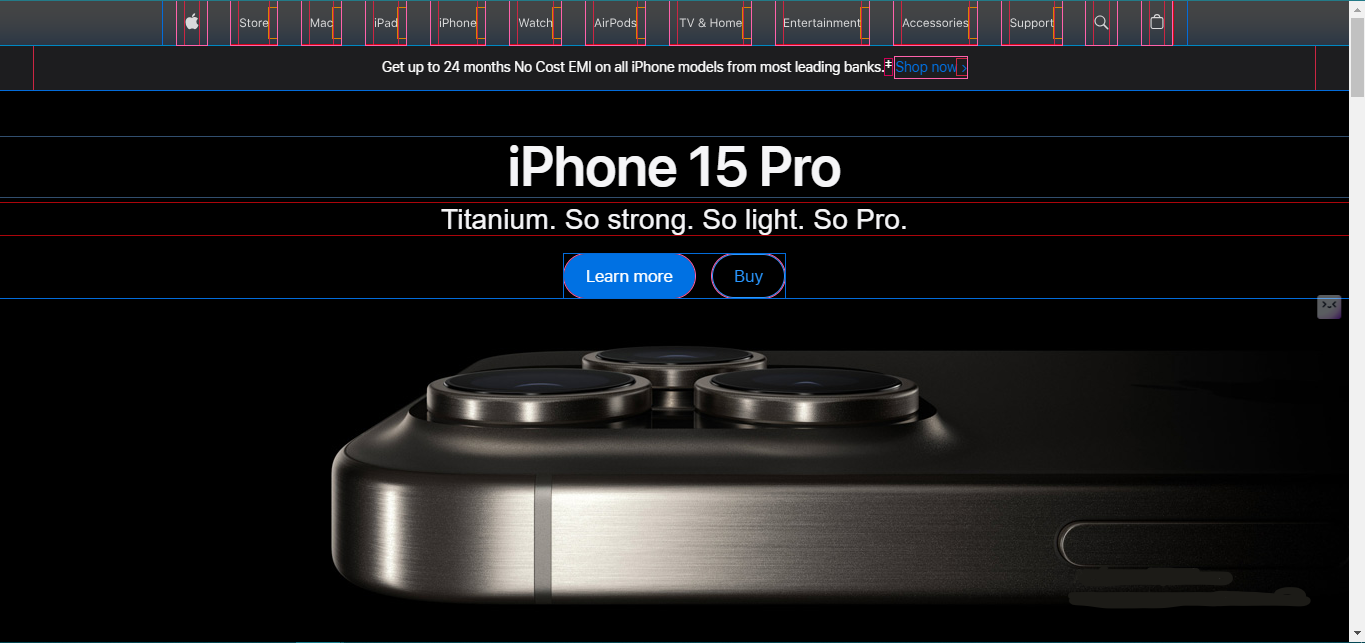 Store Mac iPad iPhone Watch AirPods TV & Home Entertainment Accessories Support
Get up to 24 months No Cost EMI on all iPhone models from most leading banks.‡ Shop now >
iPhone 15 Pro
Titanium. So strong. So light. So Pro.
Learn more Buy